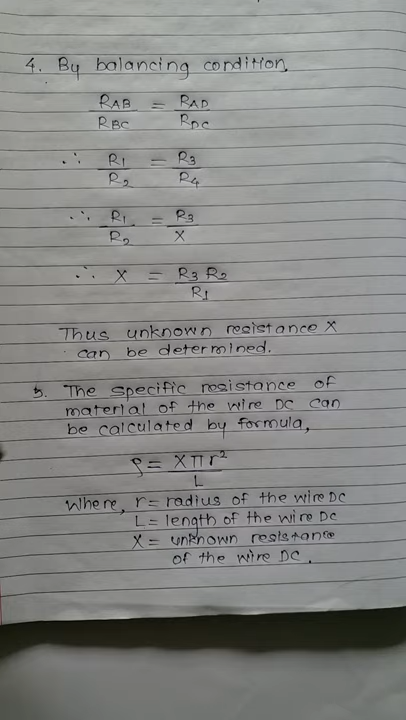 4. By balancing condition,
RAB/RBC = RAD/RDC
∴ R1/R2 = R3/R4
∴ R1/R2 = R3/X
∴ X = R3 R2/R1
Thus unknown resistance X
can be determined.
5. The specific resistance of
material of the wire DC can
be calculated by formula,
ρ = Xπr²/L
Where, r = radius of the wire DC
L = length of the wire DC
X = unknown resistance
of the wire DC.